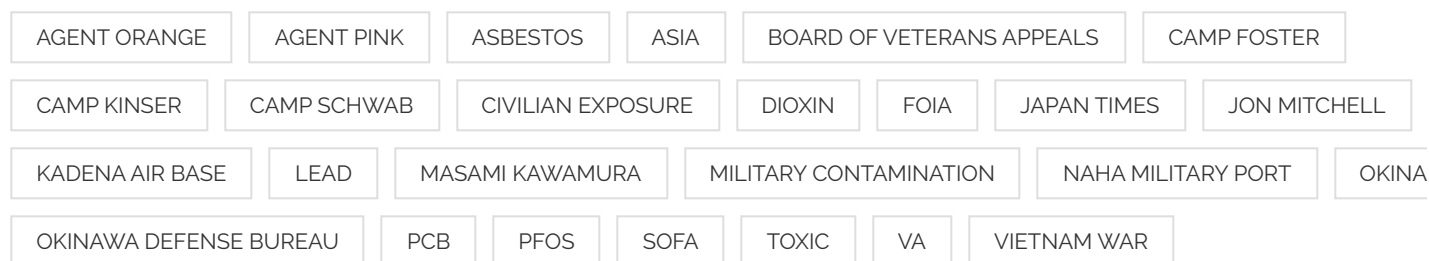 AGENT ORANGE AGENT PINK ASBESTOS ASIA BOARD OF VETERANS APPEALS CAMP FOSTER
CAMP KINSER CAMP SCHWAB CIVILIAN EXPOSURE DIOXIN FOIA JAPAN TIMES JON MITCHELL
KADENA AIR BASE LEAD MASAMI KAWAMURA MILITARY CONTAMINATION NAHA MILITARY PORT OKINA
OKINAWA DEFENSE BUREAU PCB PFOS SOFA TOXIC VA VIETNAM WAR